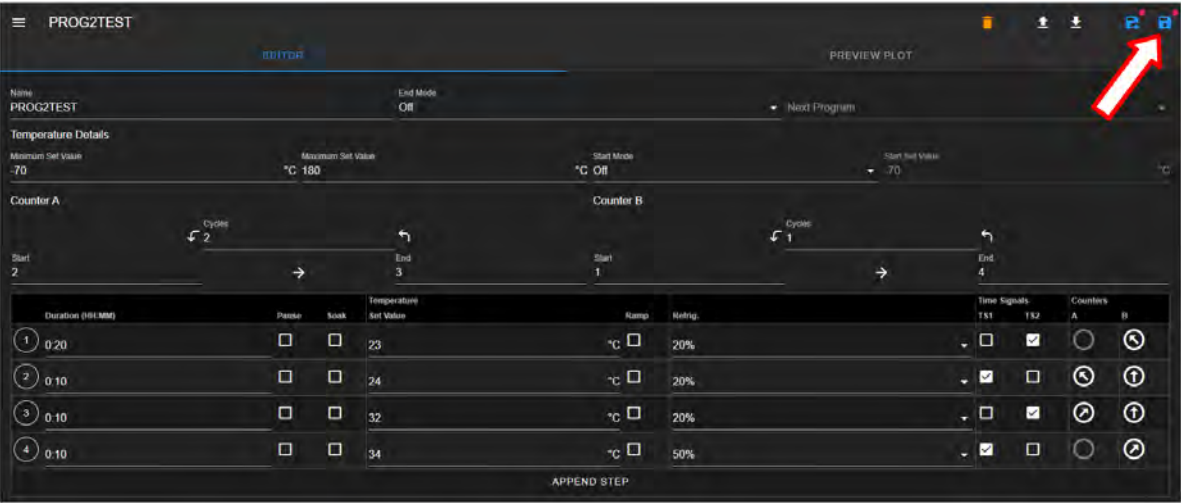 PROG2TEST
EDITOR PREVIEW PLOT
Name End Mode
PROG2TEST Off Next Program
Temperature Details
Minimum Set Value Maximum Set Value Start Mode Start Set Value
-70 °C 180 °C Off -70 °C
Counter A Counter B
Cycles Cycles
2 1
Start End Start End
2 3 1 4
Temperature Time Signals Counters
Duration (HH:MM) Pause Soak Set Value Ramp Refrig. TS1 TS2 A B
1 0:20 23 °C 20%
2 0:10 24 °C 20%
3 0:10 32 °C 20%
4 0:10 34 °C 50%
APPEND STEP